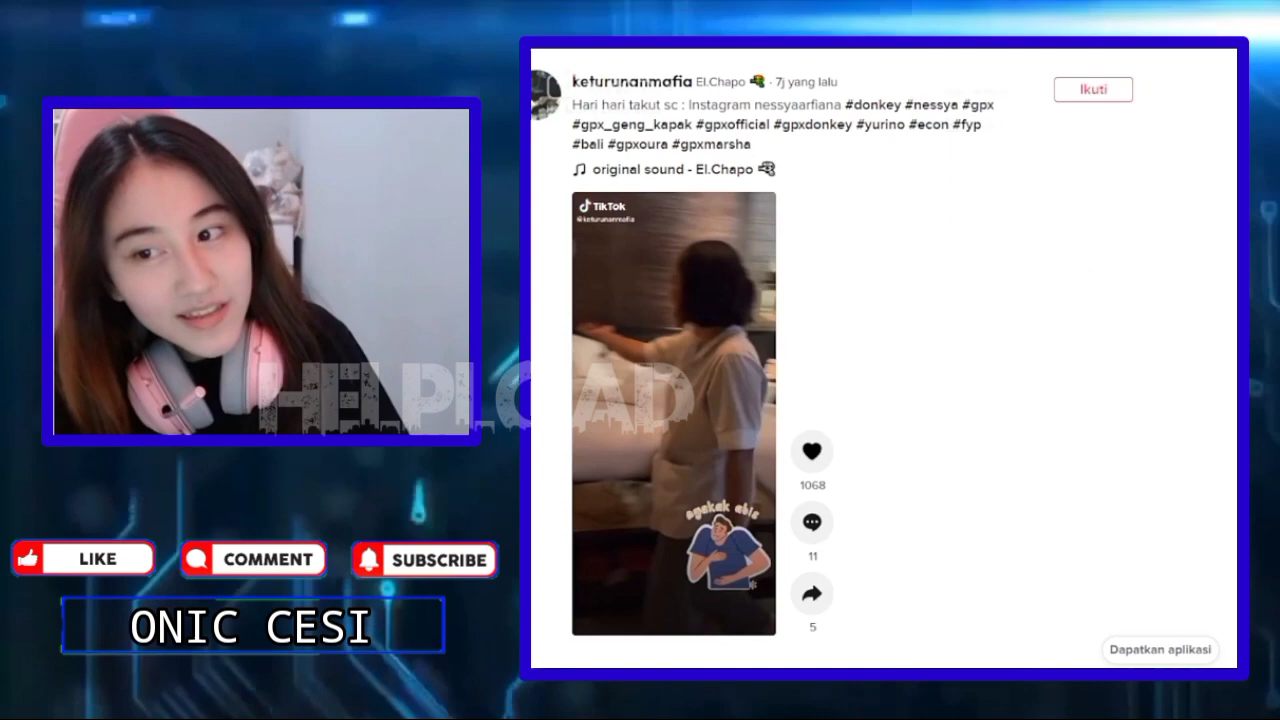 keturunanmafia El.Chapo · 7j yang lalu
Ikuti
Hari hari takut sc : Instagram nessyaarfiana #donkey #nessya #gpx
#gpx_geng_kapak #gpxofficial #gpxdonkey #yurino #econ #fyp
#bali #gpxoura #gpxmarsha
original sound - El.Chapo
TikTok
@keturunanmafia
HELPLOAD
ngakak abis
1068
11
5
LIKE
COMMENT
SUBSCRIBE
ONIC CESI
Dapatkan aplikasi